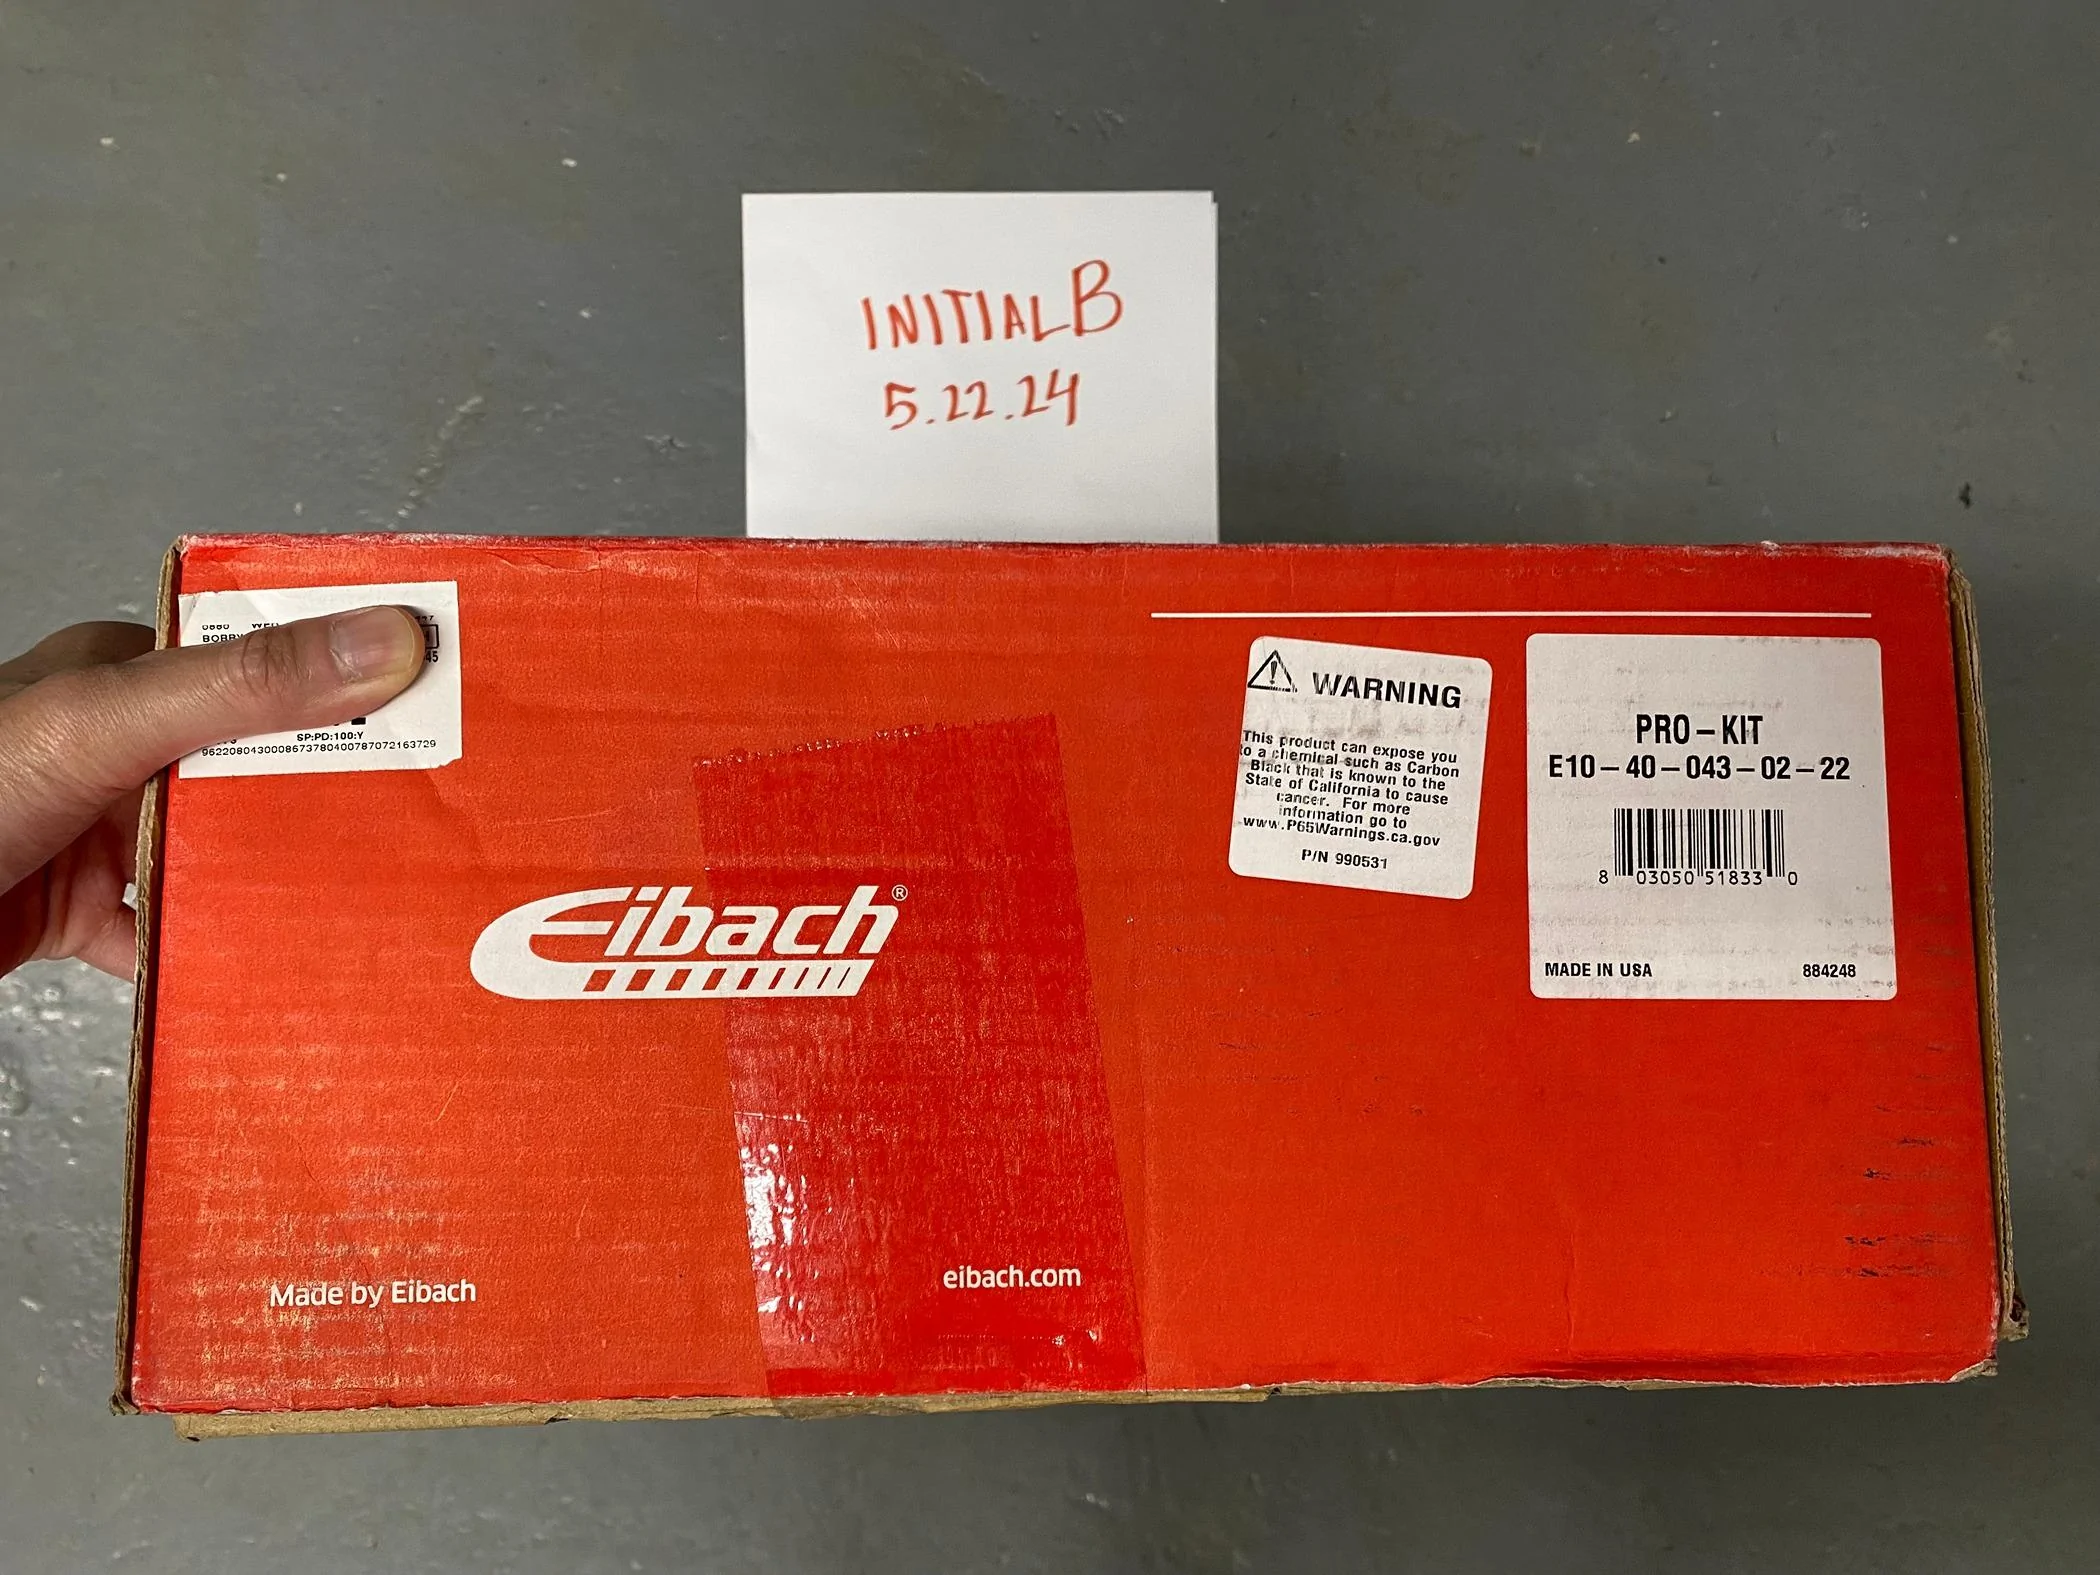 INITIALB
5.22.24
SP:PD:100:Y
9622080430008673780400787072163729
WARNING
This product can expose you
to a chemical such as Carbon
Black that is known to the
State of California to cause
cancer. For more
information go to
www.P65Warnings.ca.gov
P/N 990531
PRO-KIT
E10-40-043-02-22
8 03050 51833 0
MADE IN USA 884248
Eibach®
Made by Eibach
eibach.com